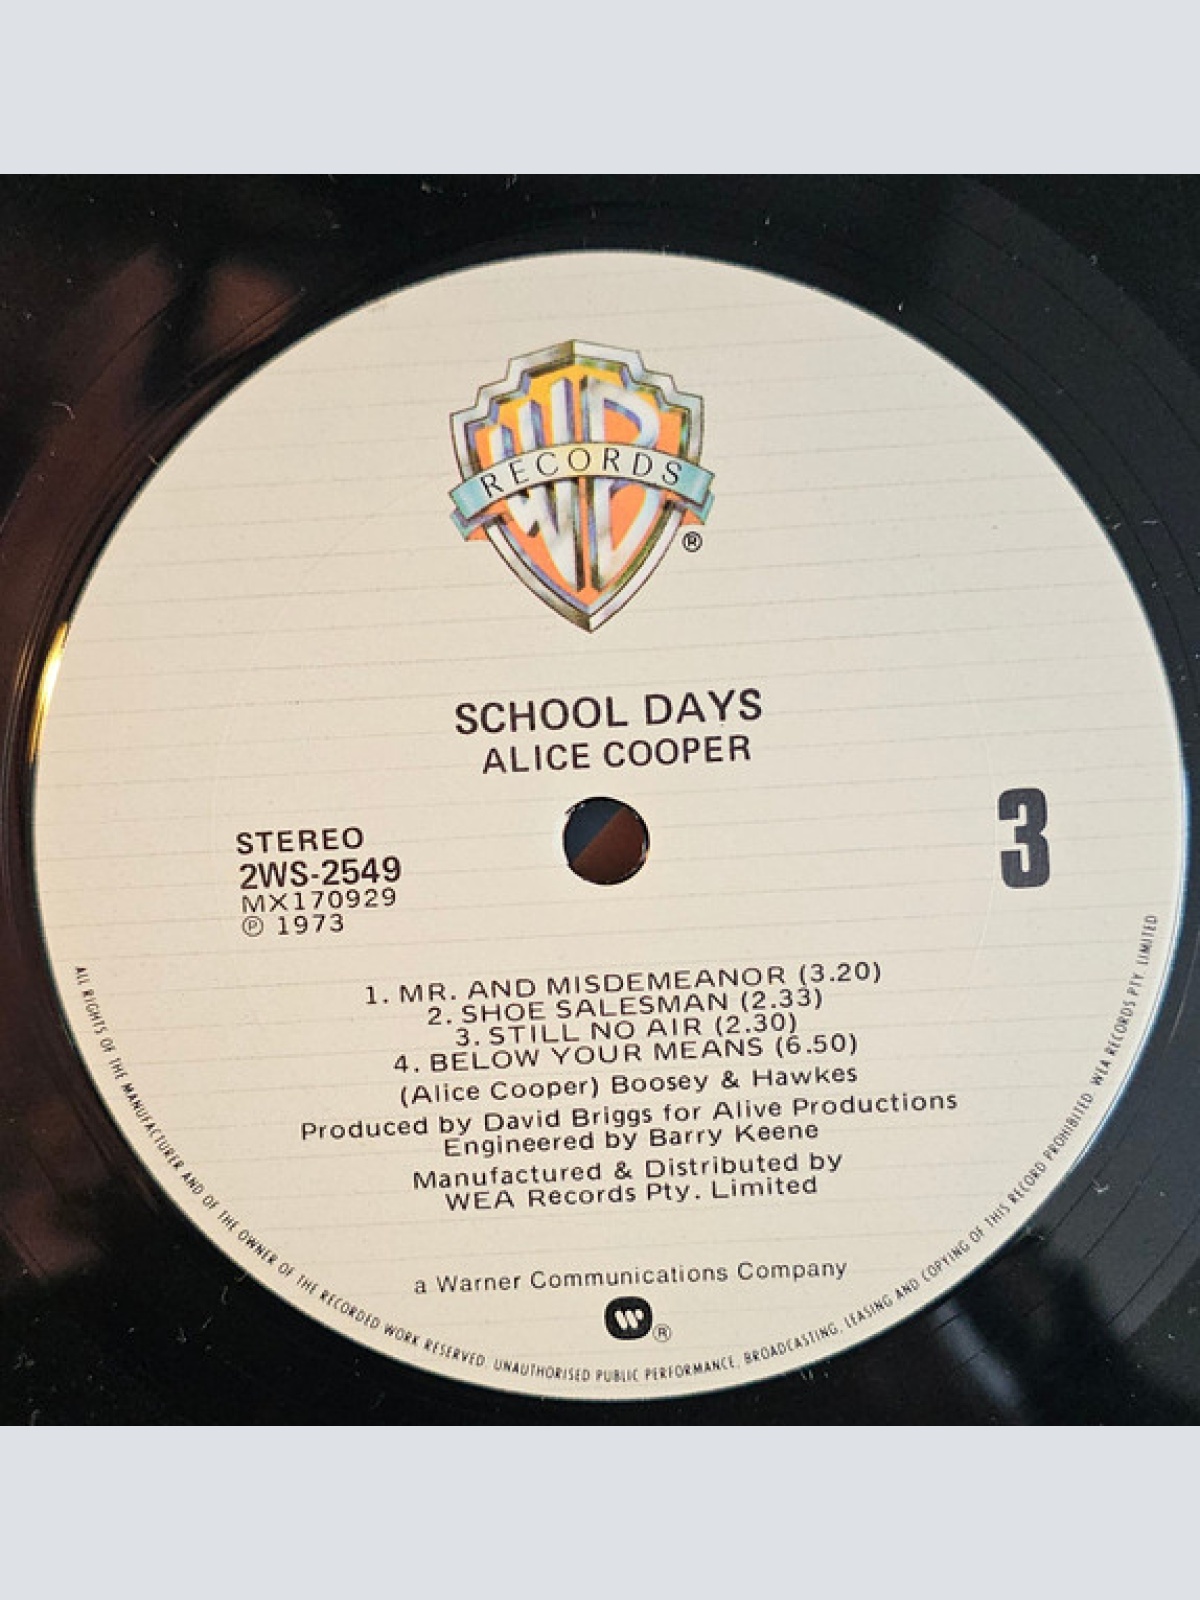 WB
RECORDS
®
SCHOOL DAYS
ALICE COOPER
3
STEREO
2WS-2549
MX170929
Ⓟ 1973
1. MR. AND MISDEMEANOR (3.20)
2. SHOE SALESMAN (2.33)
3. STILL NO AIR (2.30)
4. BELOW YOUR MEANS (6.50)
(Alice Cooper) Boosey & Hawkes
Produced by David Briggs for Alive Productions
Engineered by Barry Keene
Manufactured & Distributed by
WEA Records Pty. Limited
a Warner Communications Company
W ®
ALL RIGHTS OF THE MANUFACTURER AND OF THE OWNER OF THE RECORDED WORK RESERVED. UNAUTHORISED PUBLIC PERFORMANCE, BROADCASTING, LEASING AND COPYING OF THIS RECORD PROHIBITED. WEA RECORDS PTY. LIMITED